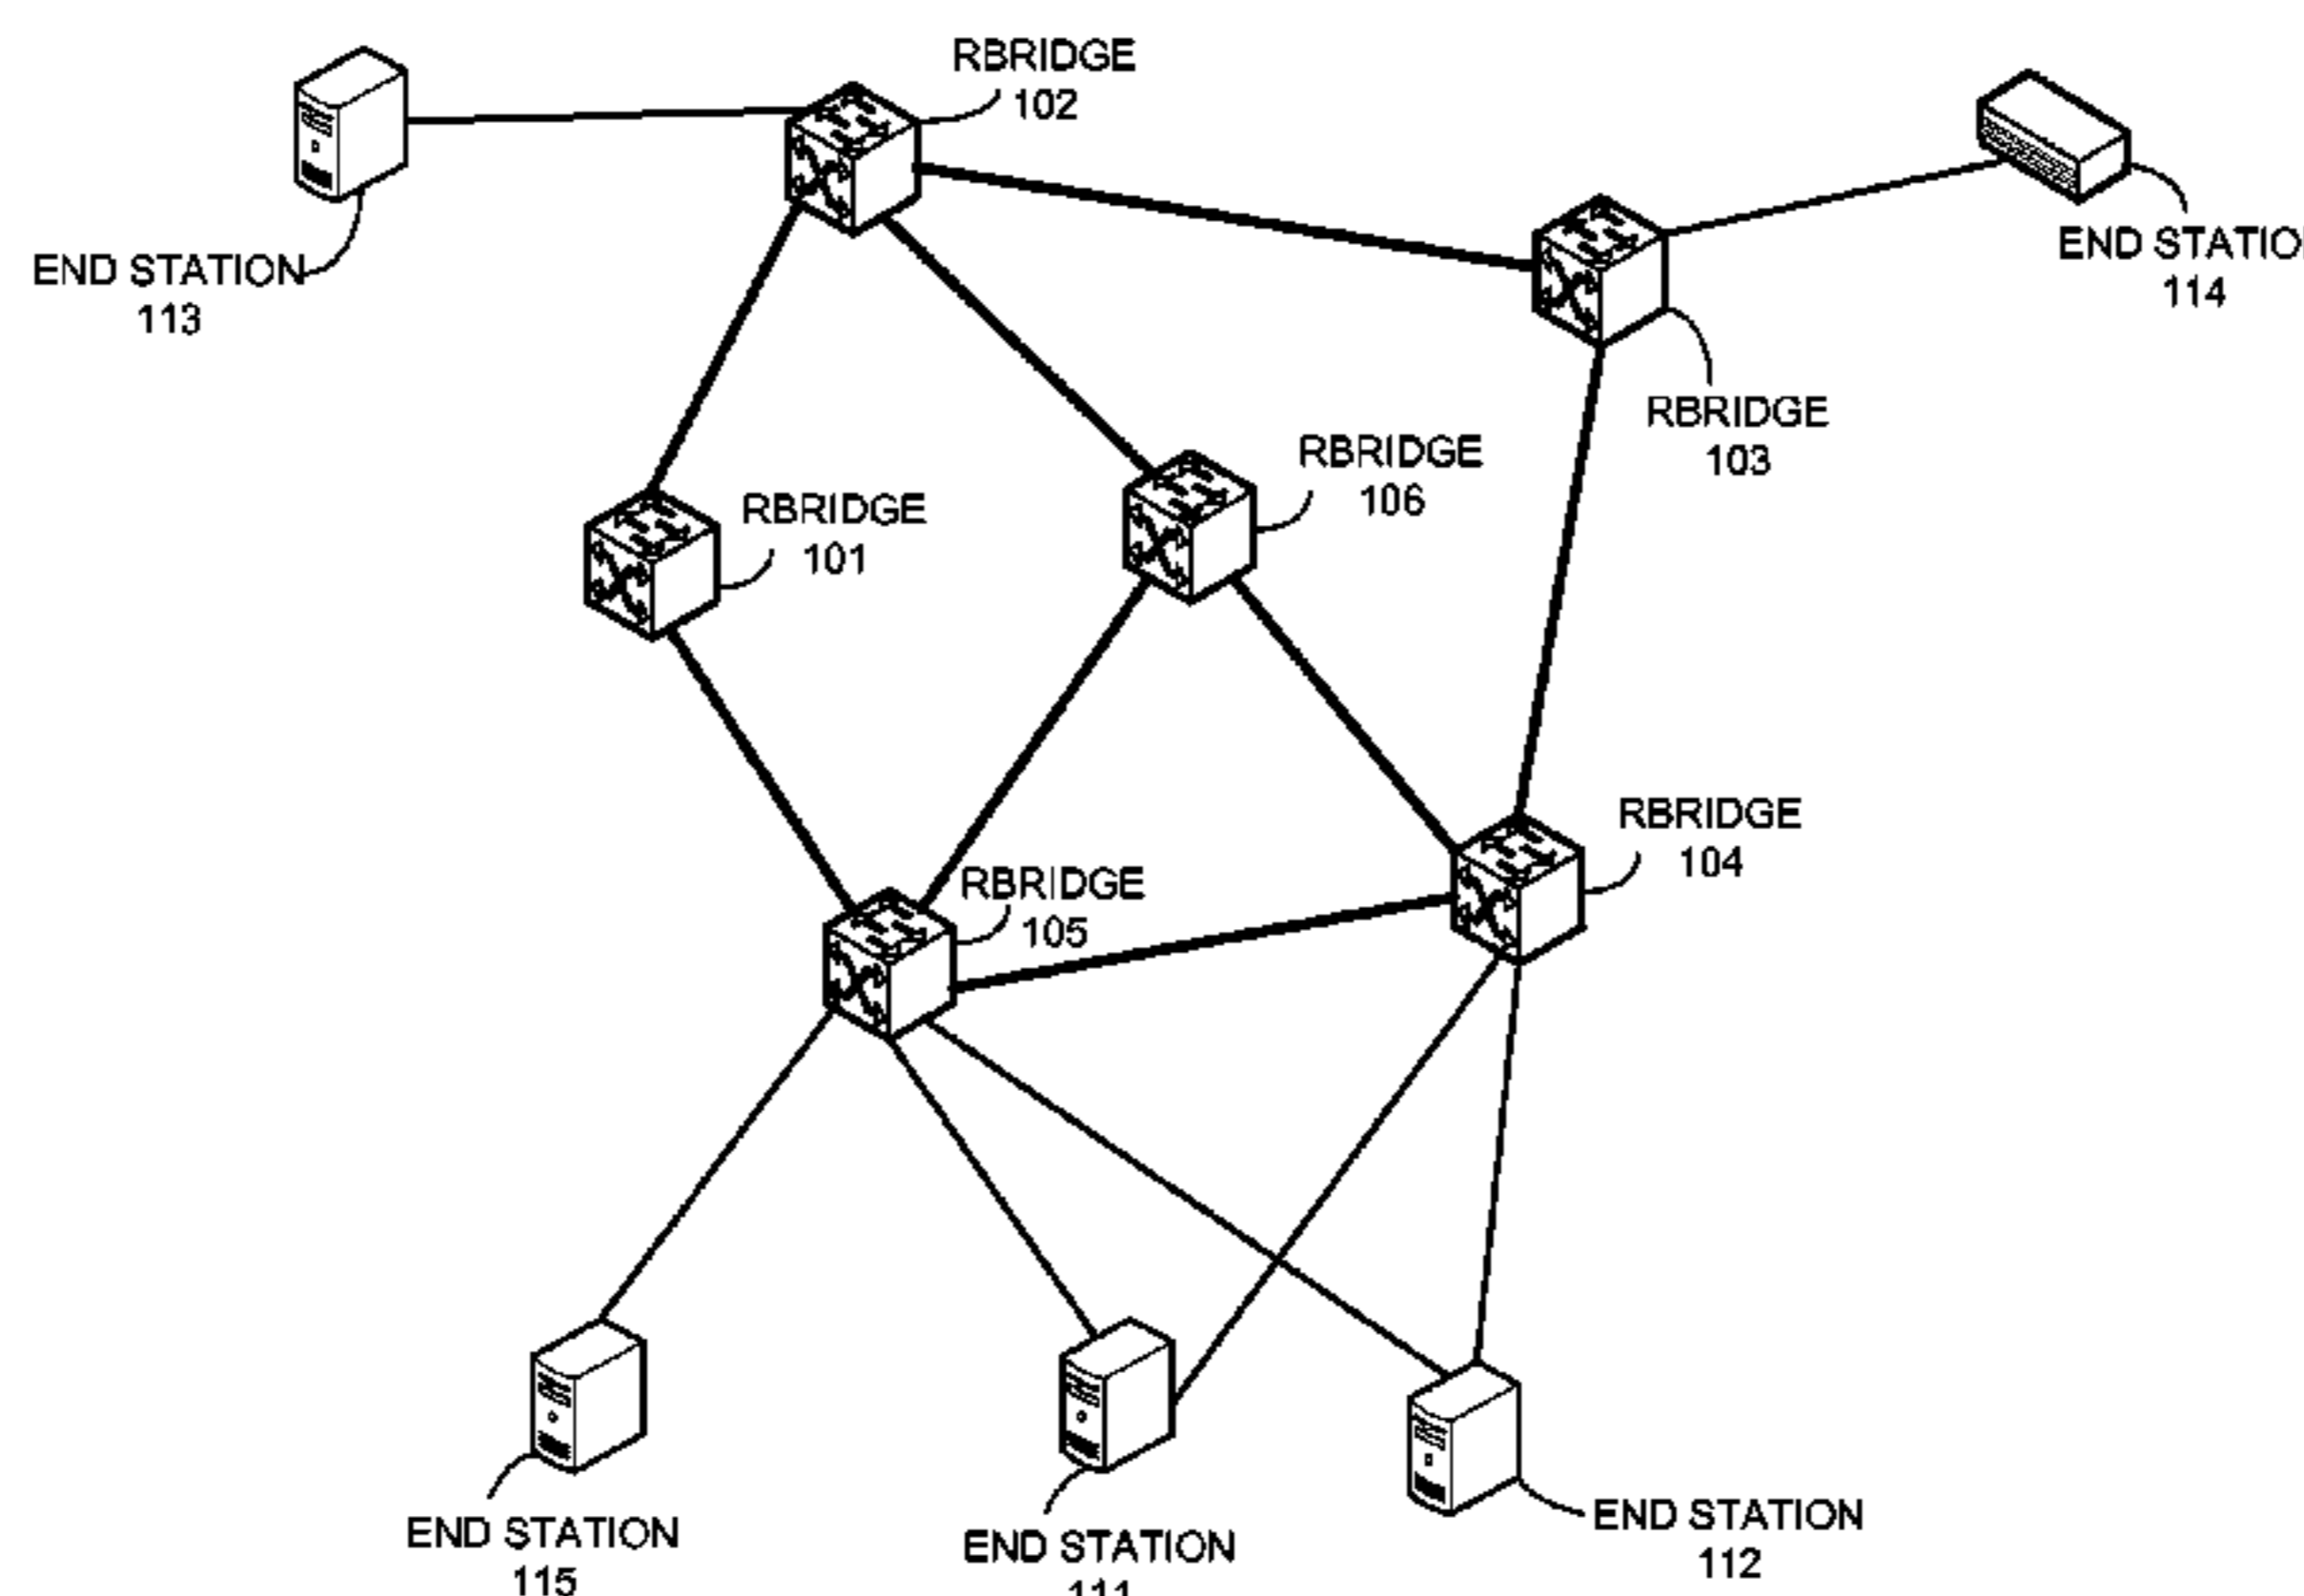 RBRIDGE
102
END STATION
113
END STATIO
114
RBRIDGE
103
RBRIDGE
106
RBRIDGE
101
RBRIDGE
104
RBRIDGE
105
END STATION
115
END STATION
111
END STATION
112